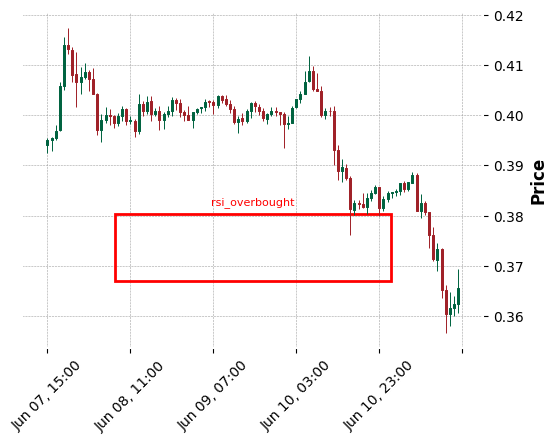 0.42
0.41
0.40
0.39
0.38
0.37
0.36
Price
rsi_overbought
Jun 07, 15:00
Jun 08, 11:00
Jun 09, 07:00
Jun 10, 03:00
Jun 10, 23:00